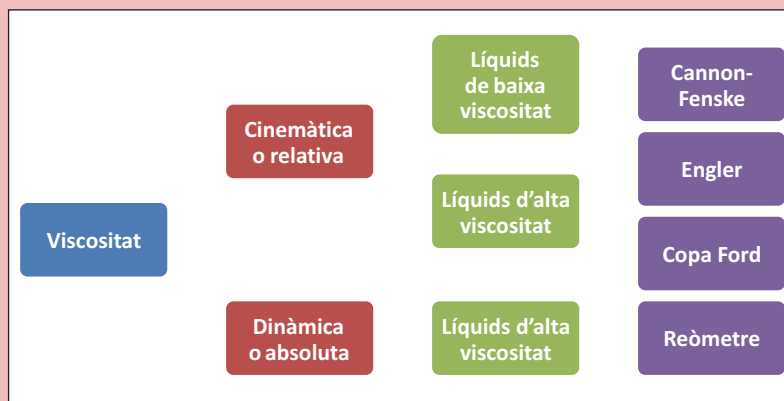 Viscositat
Cinemàtica
o relativa
Dinàmica
o absoluta
Líquids
de baixa
viscositat
Líquids d’alta
viscositat
Líquids d’alta
viscositat
Cannon-
Fenske
Engler
Copa Ford
Reòmetre